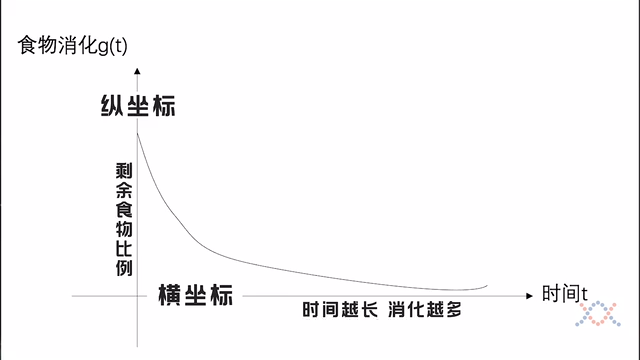 食物消化g(t)
纵坐标
剩余食物比例
横坐标
时间t
时间越长 消化越多